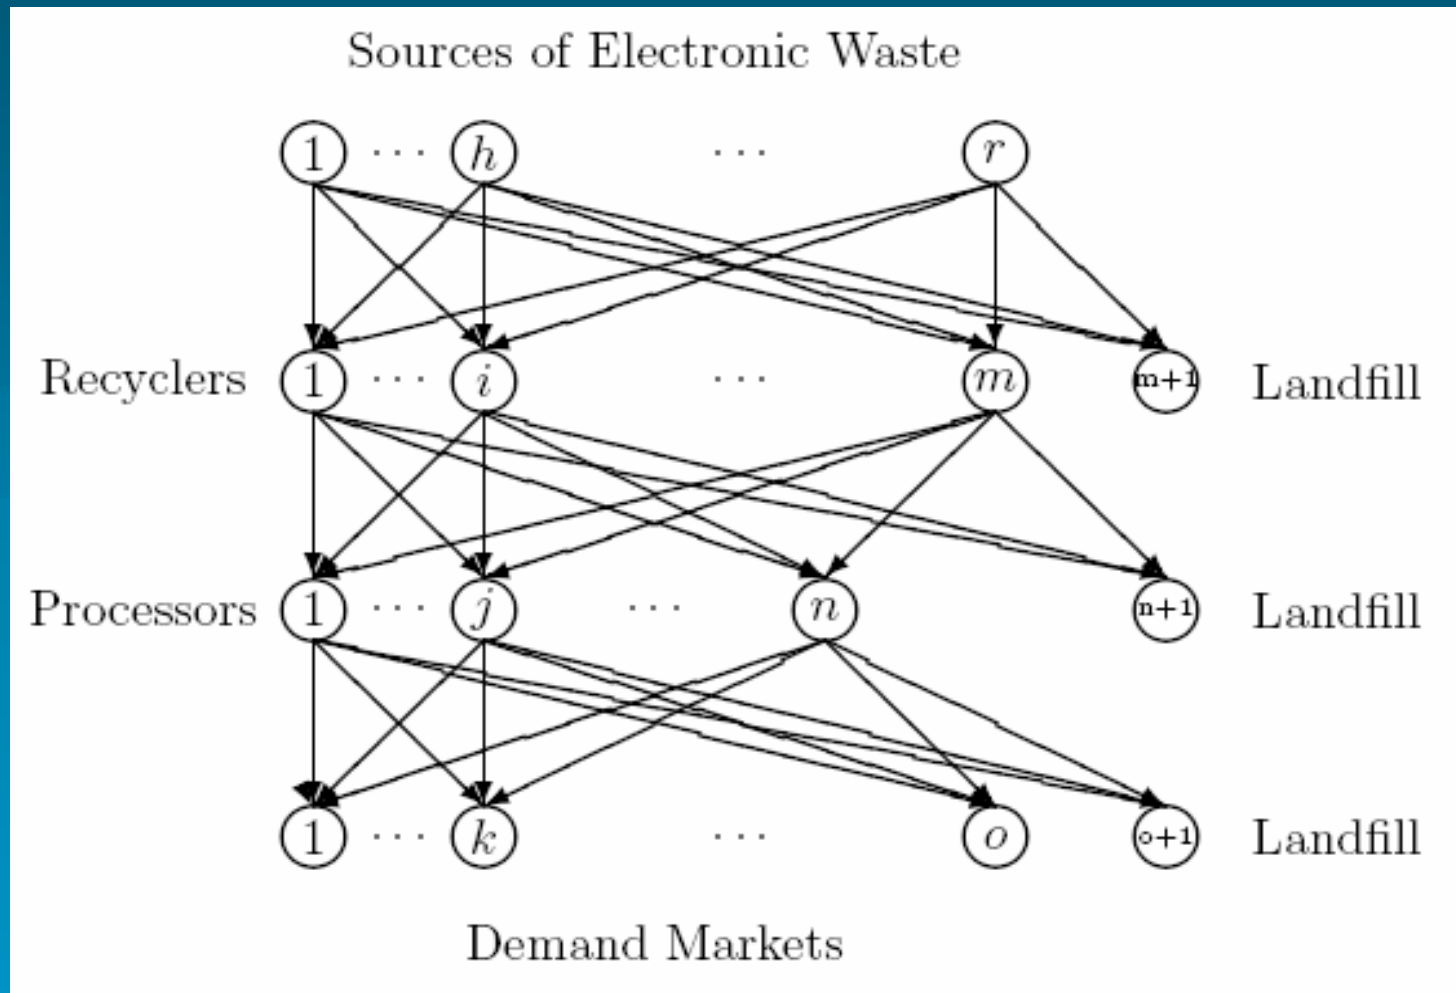 Sources of Electronic Waste
1 ··· h ··· r
Recyclers 1 ··· i ··· m m+1 Landfill
Processors 1 ··· j ··· n n+1 Landfill
1 ··· k ··· o o+1 Landfill
Demand Markets